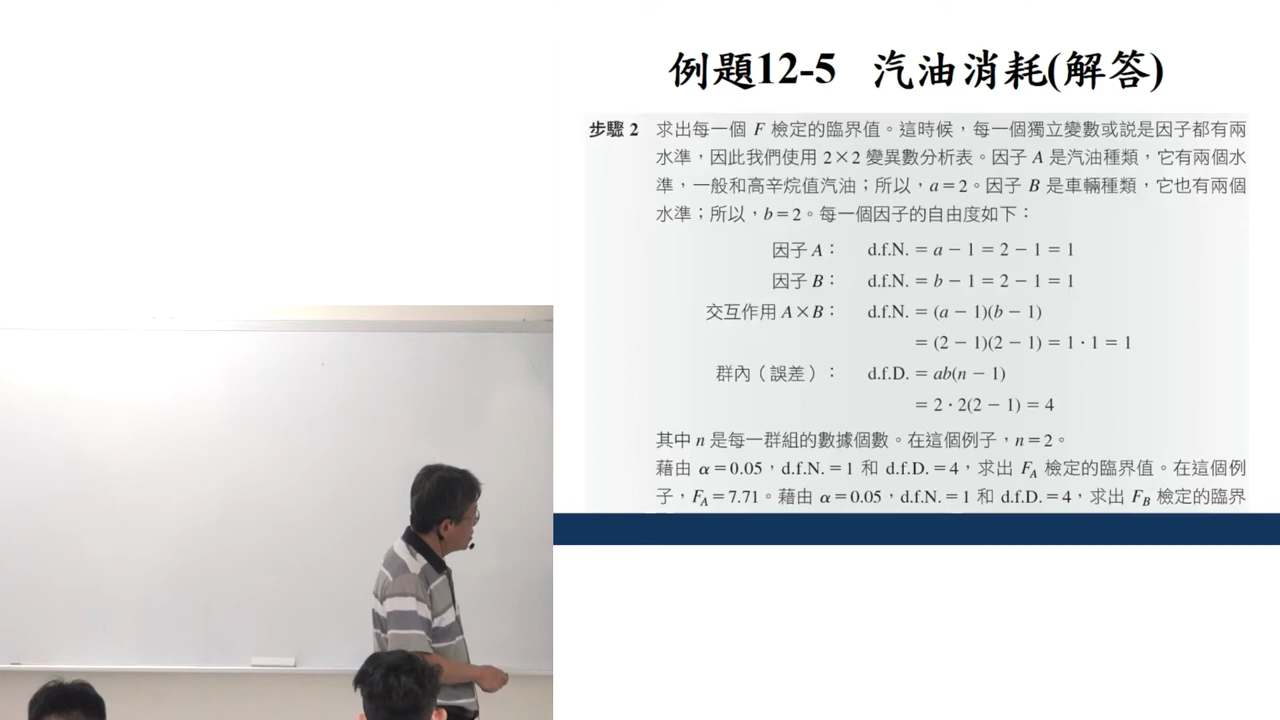 例題12-5 汽油消耗(解答)
步驟 2 求出每一個 F 檢定的臨界值。這時候，每一個獨立變數或説是因子都有兩
水準，因此我們使用 2×2 變異數分析表。因子 A 是汽油種類，它有兩個水
準，一般和高辛烷值汽油；所以，a=2。因子 B 是車輛種類，它也有兩個
水準；所以，b=2。每一個因子的自由度如下：
因子 A： d.f.N. = a − 1 = 2 − 1 = 1
因子 B： d.f.N. = b − 1 = 2 − 1 = 1
交互作用 A×B： d.f.N. = (a − 1)(b − 1)
= (2 − 1)(2 − 1) = 1 · 1 = 1
群內（誤差）： d.f.D. = ab(n − 1)
= 2 · 2(2 − 1) = 4
其中 n 是每一群組的數據個數。在這個例子，n=2。
藉由 α=0.05，d.f.N.=1 和 d.f.D.=4，求出 F_A 檢定的臨界值。在這個例
子，F_A=7.71。藉由 α=0.05，d.f.N.=1 和 d.f.D.=4，求出 F_B 檢定的臨界